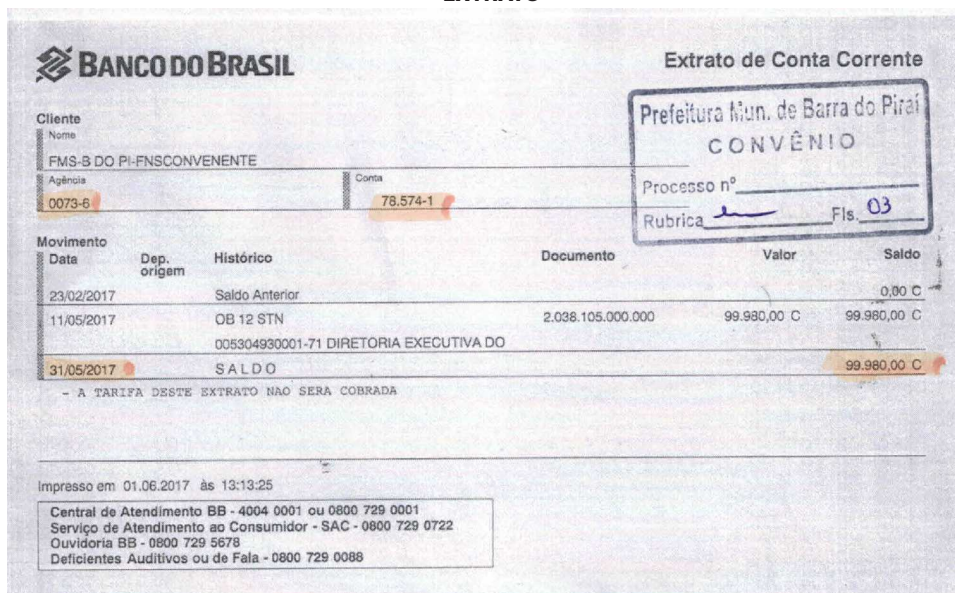 EXTRATO
BANCO DO BRASIL
Extrato de Conta Corrente
Prefeitura Mun. de Barra do Piraí
CONVÊNIO
Processo nº
Rubrica Fls. 03
Cliente
Nome
FMS-B DO PI-FNSCONVENENTE
Agência Conta
0073-6 78.574-1
Movimento
Data Dep. origem Histórico Documento Valor Saldo
23/02/2017 Saldo Anterior 0,00 C
11/05/2017 OB 12 STN 2.038.105.000.000 99.980,00 C 99.980,00 C
005304930001-71 DIRETORIA EXECUTIVA DO
31/05/2017 SALDO 99.980,00 C
- A TARIFA DESTE EXTRATO NAO SERA COBRADA
Impresso em 01.06.2017 às 13:13:25
Central de Atendimento BB - 4004 0001 ou 0800 729 0001
Serviço de Atendimento ao Consumidor - SAC - 0800 729 0722
Ouvidoria BB - 0800 729 5678
Deficientes Auditivos ou de Fala - 0800 729 0088